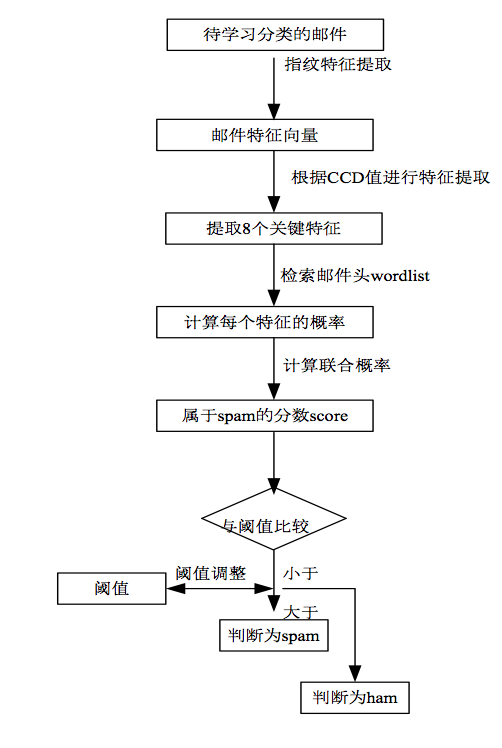 待学习分类的邮件
指纹特征提取
邮件特征向量
根据CCD值进行特征提取
提取8个关键特征
检索邮件头wordlist
计算每个特征的概率
计算联合概率
属于spam的分数score
与阈值比较
阈值调整
小于
阈值
大于
判断为spam
判断为ham